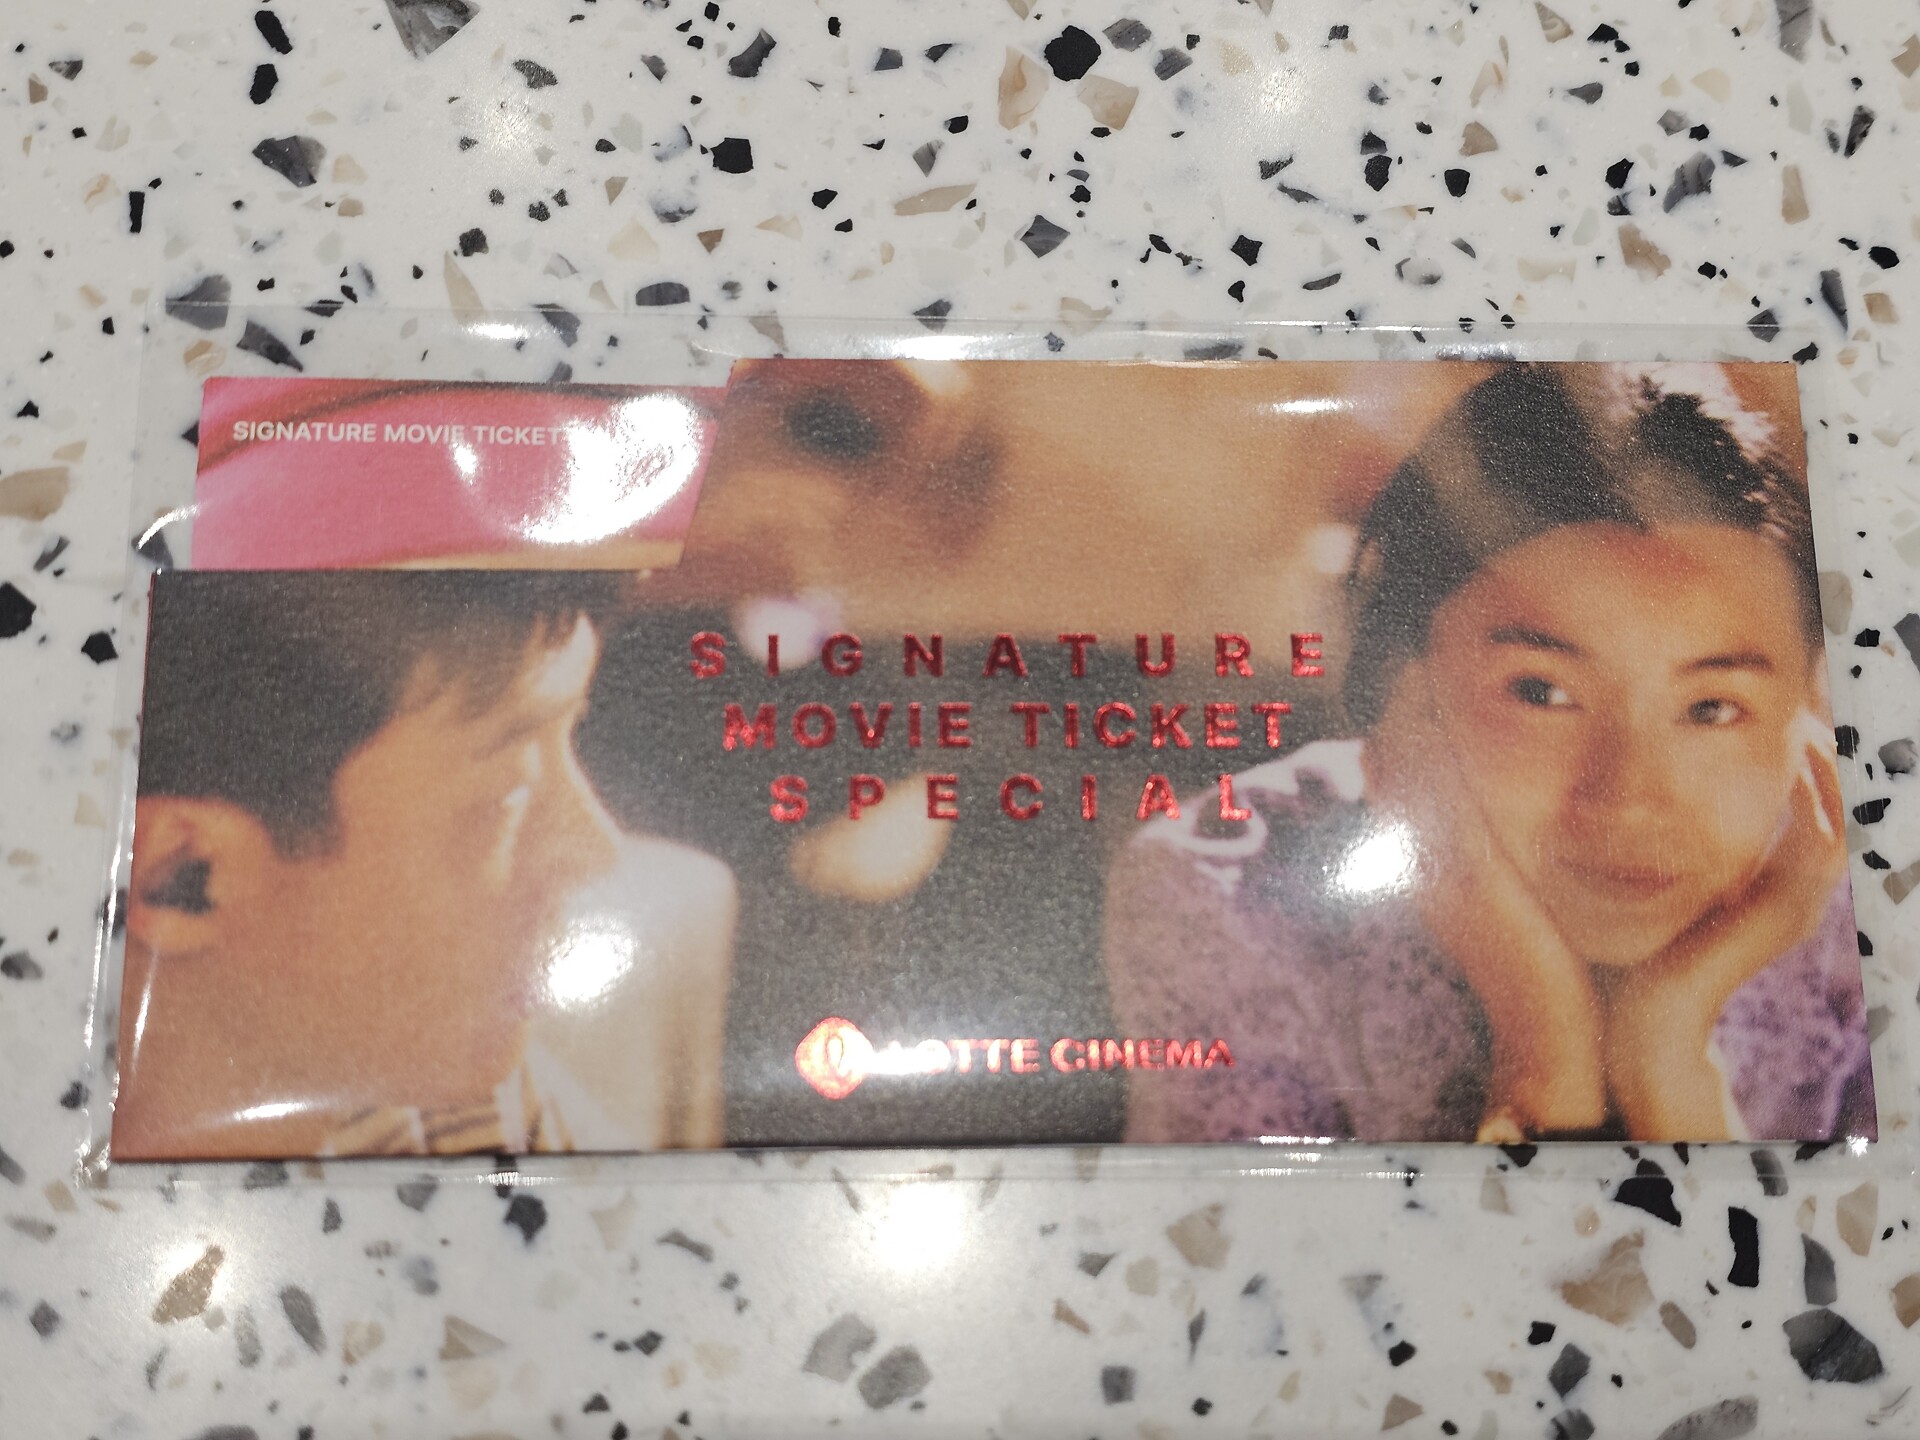 SIGNATURE MOVIE TICKET
SIGNATURE
MOVIE TICKET
SPECIAL
LOTTE CINEMA